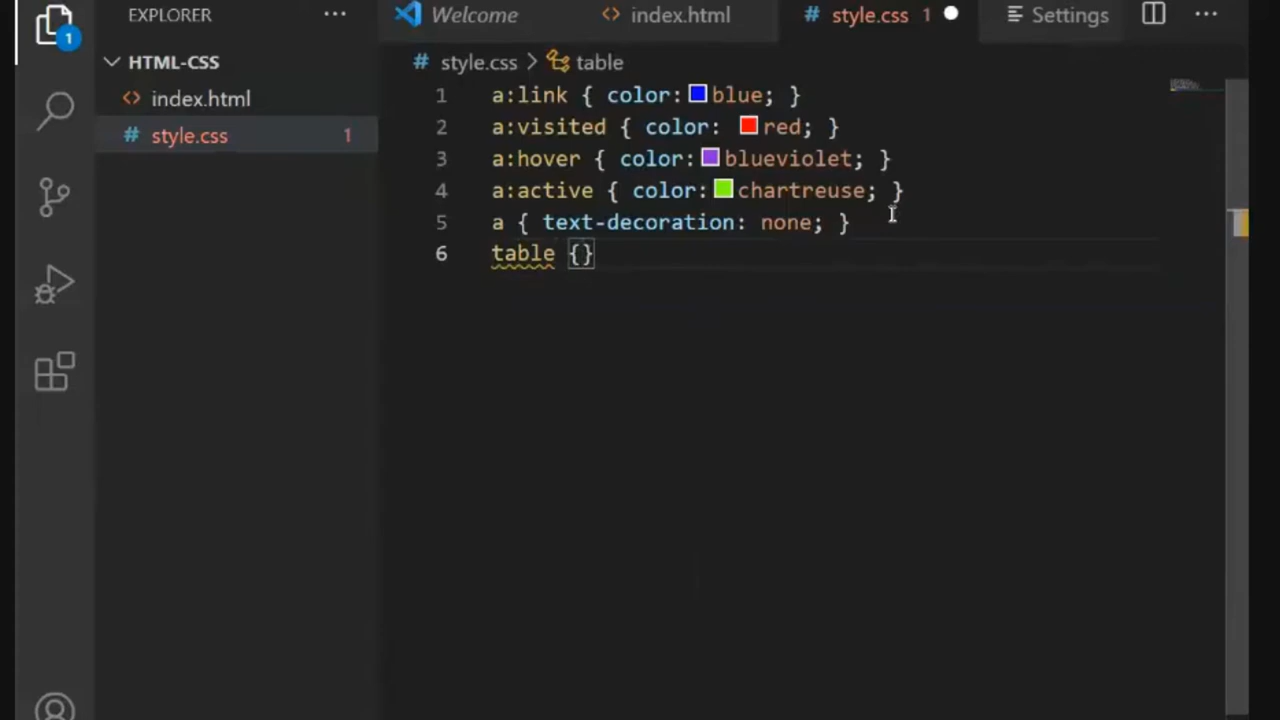 EXPLORER ···
Welcome
index.html
style.css 1
Settings
···
1
HTML-CSS
# style.css > table
<> index.html
# style.css 1
1 a:link { color: blue; }
2 a:visited { color: red; }
3 a:hover { color: blueviolet; }
4 a:active { color: chartreuse; }
5 a { text-decoration: none; }
6 table {}